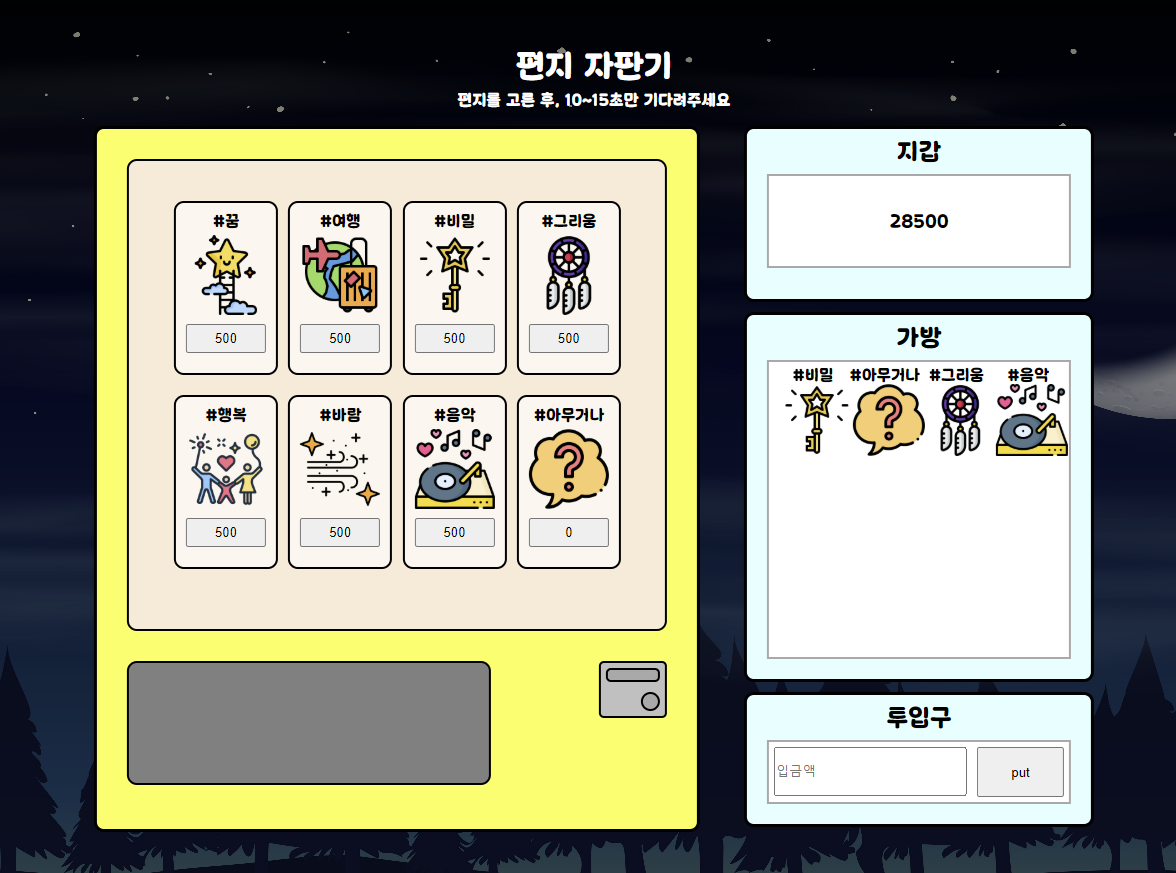 편지 자판기
편지를 고른 후, 10~15초만 기다려주세요
#꿈
500
#여행
500
#비밀
500
#그리움
500
#행복
500
#바람
500
#음악
500
#아무거나
0
지갑
28500
가방
#비밀
#아무거나
#그리움
#음악
투입구
입금액
put